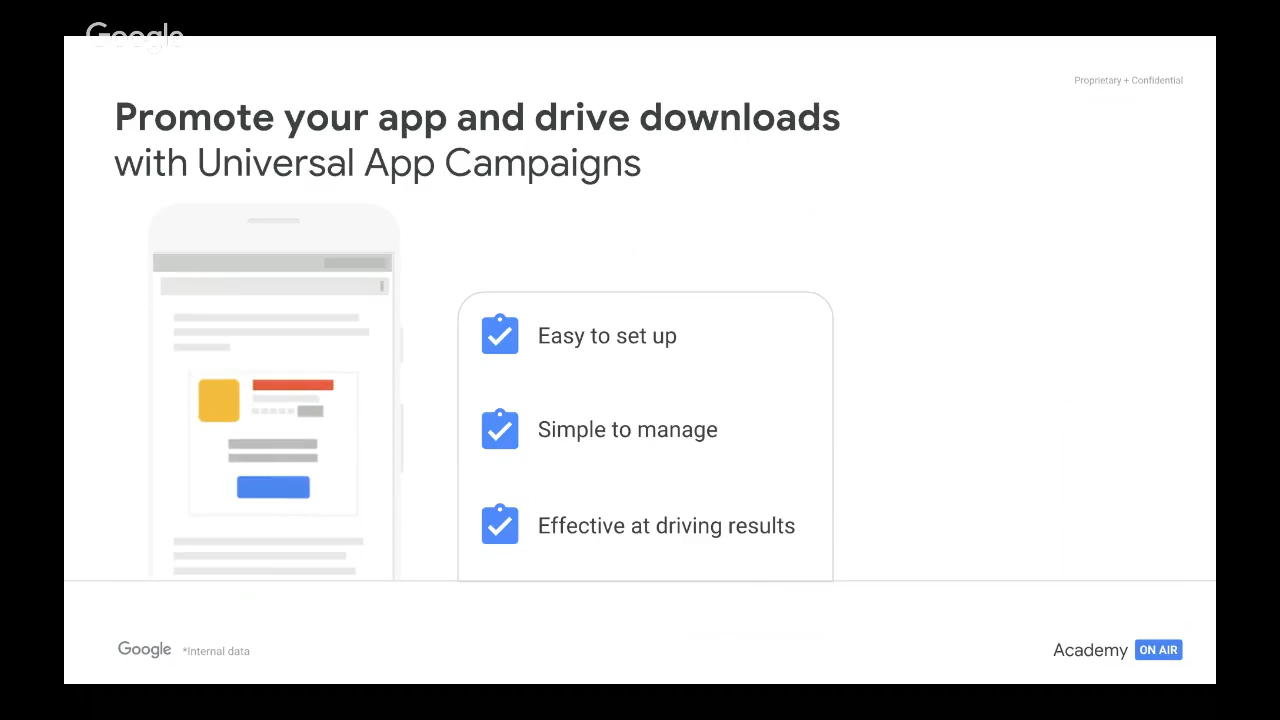 Google
Proprietary + Confidential
Promote your app and drive downloads
with Universal App Campaigns
Easy to set up
Simple to manage
Effective at driving results
Google *Internal data
Academy ON AIR